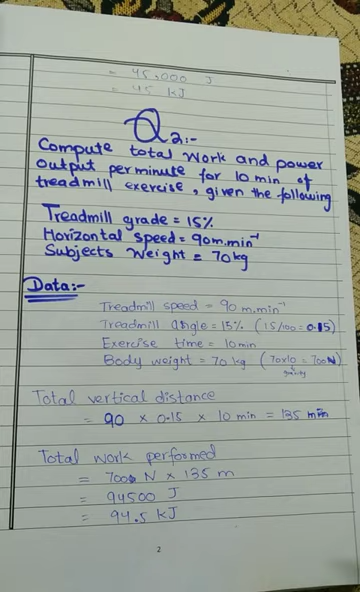 = 45,000 J
= 45 KJ
Q2:-
Compute total work and power
output per minute for 10 min of
treadmill exercise, given the following
Treadmill grade = 15%
Horizontal speed = 90m.min⁻¹
Subjects Weight = 70kg
Data:-
Treadmill speed = 90 m.min⁻¹
Treadmill angle = 15% (15/100 = 0.15)
Exercise time = 10min
Body weight = 70 kg (70x10 = 700N)
gravity
Total vertical distance
= 90 x 0.15 x 10 min = 135 m
Total work performed
= 700 N x 135 m
= 94500 J
= 94.5 KJ
2